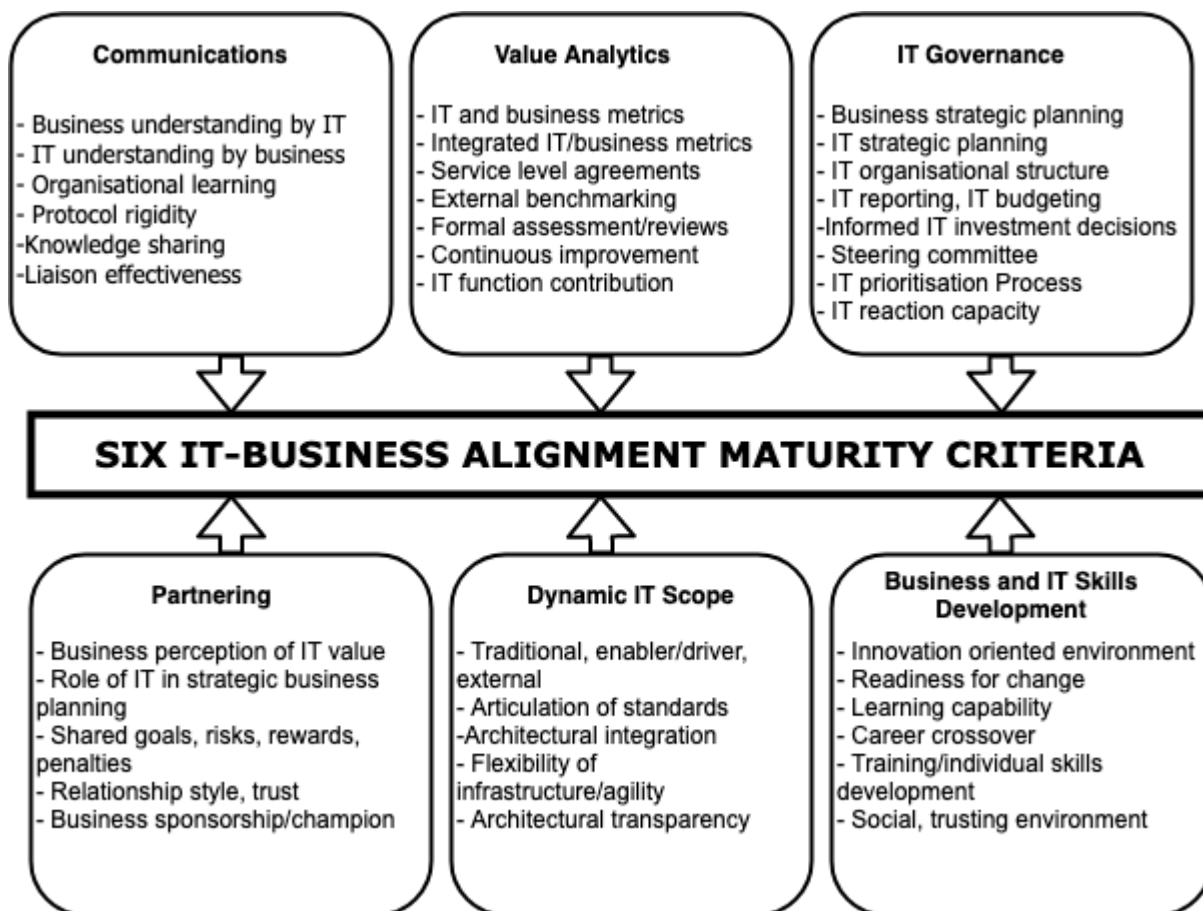 Communications
- Business understanding by IT
- IT understanding by business
- Organisational learning
- Protocol rigidity
-Knowledge sharing
-Liaison effectiveness
Value Analytics
- IT and business metrics
- Integrated IT/business metrics
- Service level agreements
- External benchmarking
- Formal assessment/reviews
- Continuous improvement
- IT function contribution
IT Governance
- Business strategic planning
- IT strategic planning
- IT organisational structure
- IT reporting, IT budgeting
-Informed IT investment decisions
- Steering committee
- IT prioritisation Process
- IT reaction capacity
SIX IT-BUSINESS ALIGNMENT MATURITY CRITERIA
Partnering
- Business perception of IT value
- Role of IT in strategic business
planning
- Shared goals, risks, rewards,
penalties
- Relationship style, trust
- Business sponsorship/champion
Dynamic IT Scope
- Traditional, enabler/driver,
external
- Articulation of standards
-Architectural integration
- Flexibility of
infrastructure/agility
- Architectural transparency
Business and IT Skills
Development
- Innovation oriented environment
- Readiness for change
- Learning capability
- Career crossover
- Training/individual skills
development
- Social, trusting environment